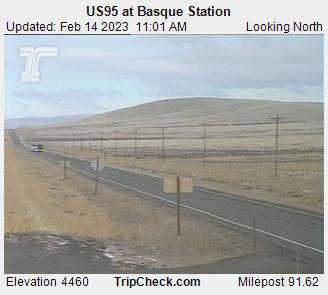 US95 at Basque Station
Updated: Feb 14 2023 11:01 AM Looking North
Elevation 4460 TripCheck.com Milepost 91.62